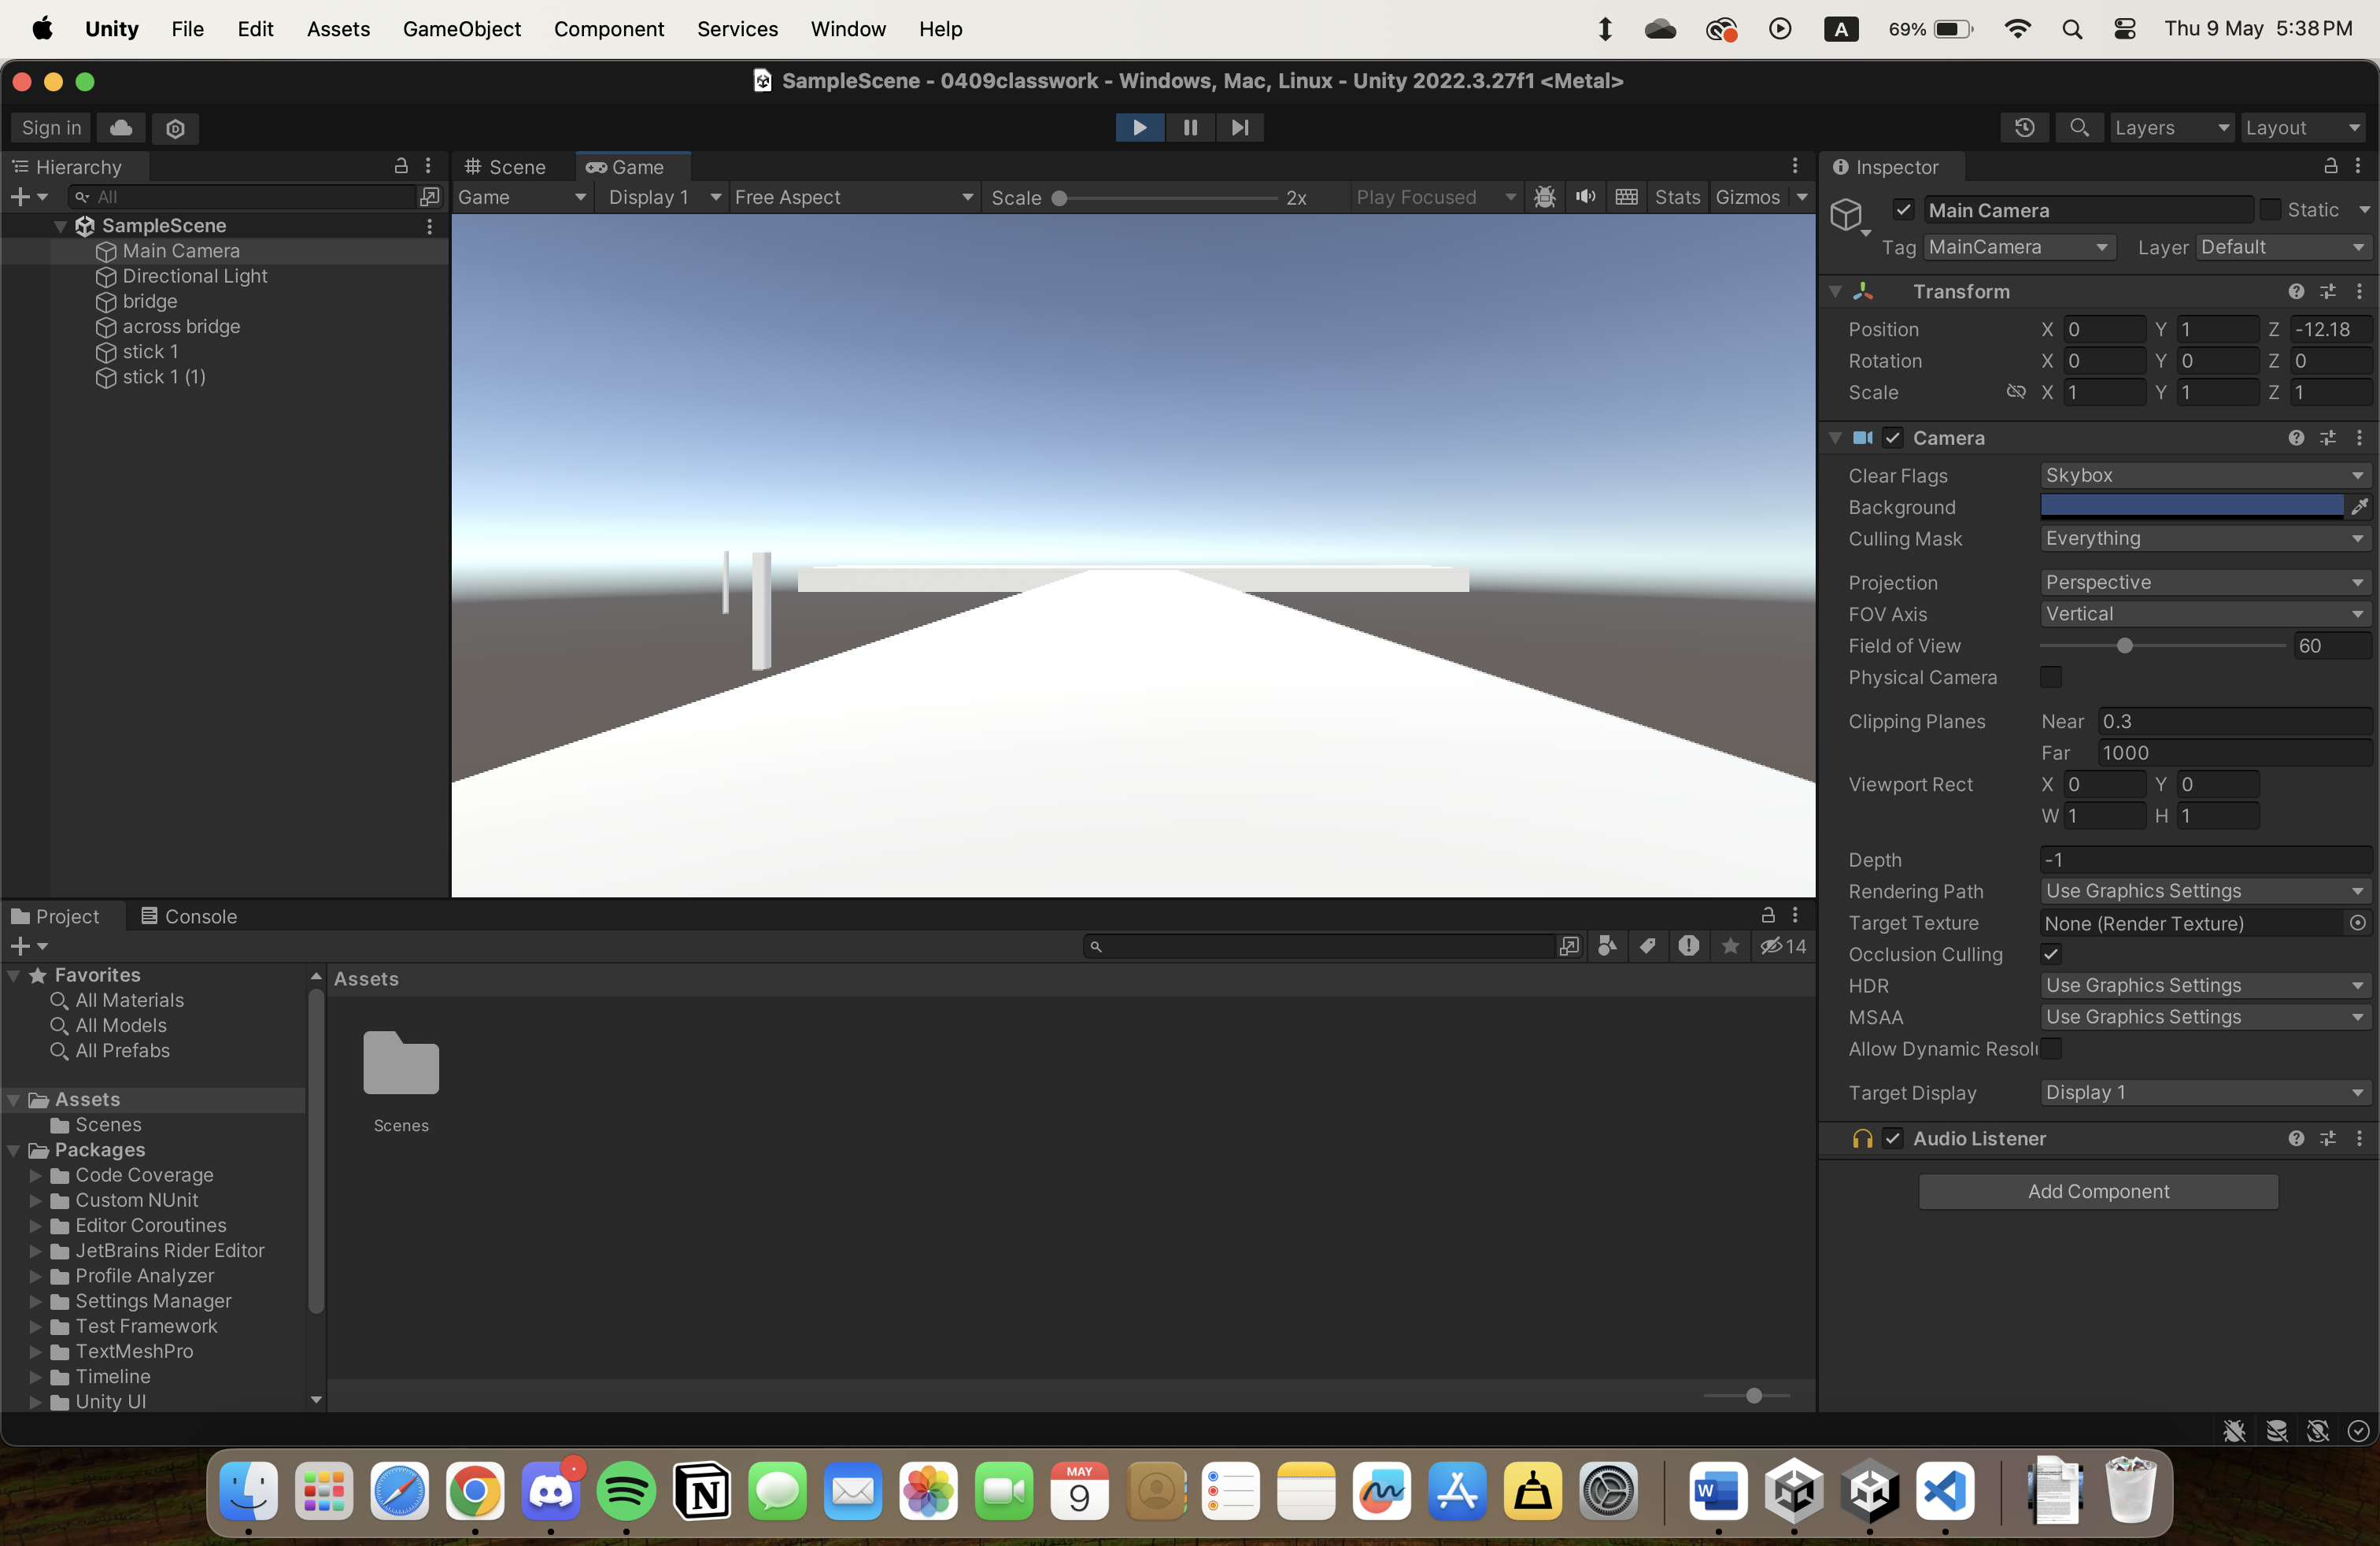 Unity File Edit Assets GameObject Component Services Window Help A 69% Thu 9 May 5:38 PM
SampleScene - 0409classwork - Windows, Mac, Linux - Unity 2022.3.27f1 <Metal>
Sign in Layers Layout
Hierarchy
All
SampleScene
Main Camera
Directional Light
bridge
across bridge
stick 1
stick 1 (1)
Scene Game
Game Display 1 Free Aspect Scale 2x Play Focused Stats Gizmos
Inspector
Main Camera Static
Tag MainCamera Layer Default
Transform
Position X 0 Y 1 Z -12.18
Rotation X 0 Y 0 Z 0
Scale X 1 Y 1 Z 1
Camera
Clear Flags Skybox
Background
Culling Mask Everything
Projection Perspective
FOV Axis Vertical
Field of View 60
Physical Camera
Clipping Planes Near 0.3
Far 1000
Viewport Rect X 0 Y 0
W 1 H 1
Depth -1
Rendering Path Use Graphics Settings
Target Texture None (Render Texture)
Occlusion Culling
HDR Use Graphics Settings
MSAA Use Graphics Settings
Allow Dynamic Resol
Target Display Display 1
Audio Listener
Add Component
Project Console
14
Favorites
All Materials
All Models
All Prefabs
Assets
Scenes
Packages
Code Coverage
Custom NUnit
Editor Coroutines
JetBrains Rider Editor
Profile Analyzer
Settings Manager
Test Framework
TextMeshPro
Timeline
Unity UI
Assets
Scenes
MAY
9
W